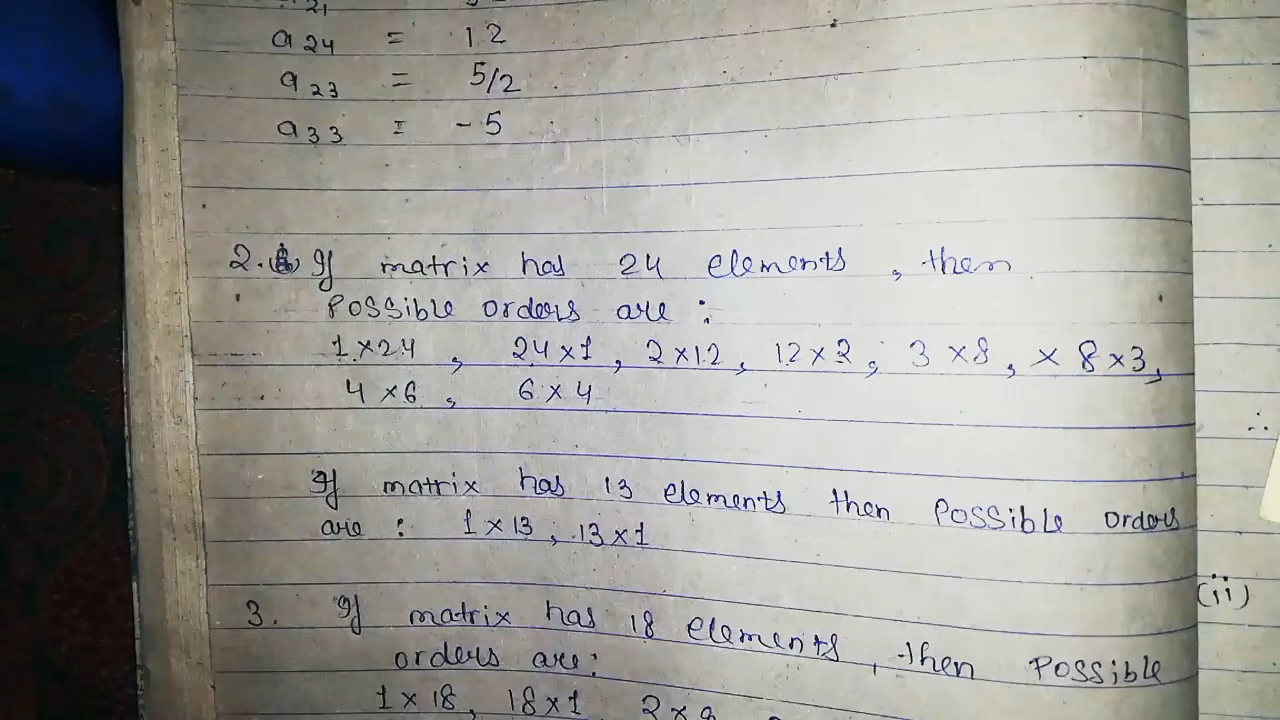 a 24 = 12
a 23 = 5/2
a 33 = -5
2. If matrix has 24 elements, then
possible orders are :
1×24, 24×1, 2×12, 12×2, 3×8, × 8×3,
4×6, 6×4
If matrix has 13 elements then possible orders
are : 1×13, 13×1
(ii)
3. If matrix has 18 elements, then possible
orders are:
1×18, 18×1